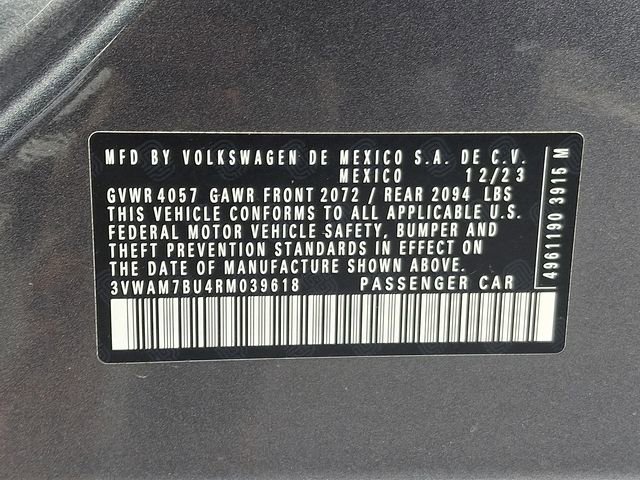 MFD BY VOLKSWAGEN DE MEXICO S.A. DE C.V.
MEXICO 12/23
GVWR 4057 GAWR FRONT 2072 / REAR 2094 LBS
THIS VEHICLE CONFORMS TO ALL APPLICABLE U.S.
FEDERAL MOTOR VEHICLE SAFETY, BUMPER AND
THEFT PREVENTION STANDARDS IN EFFECT ON
THE DATE OF MANUFACTURE SHOWN ABOVE.
3VWAM7BU4RM039618 PASSENGER CAR
4961190 3915 M